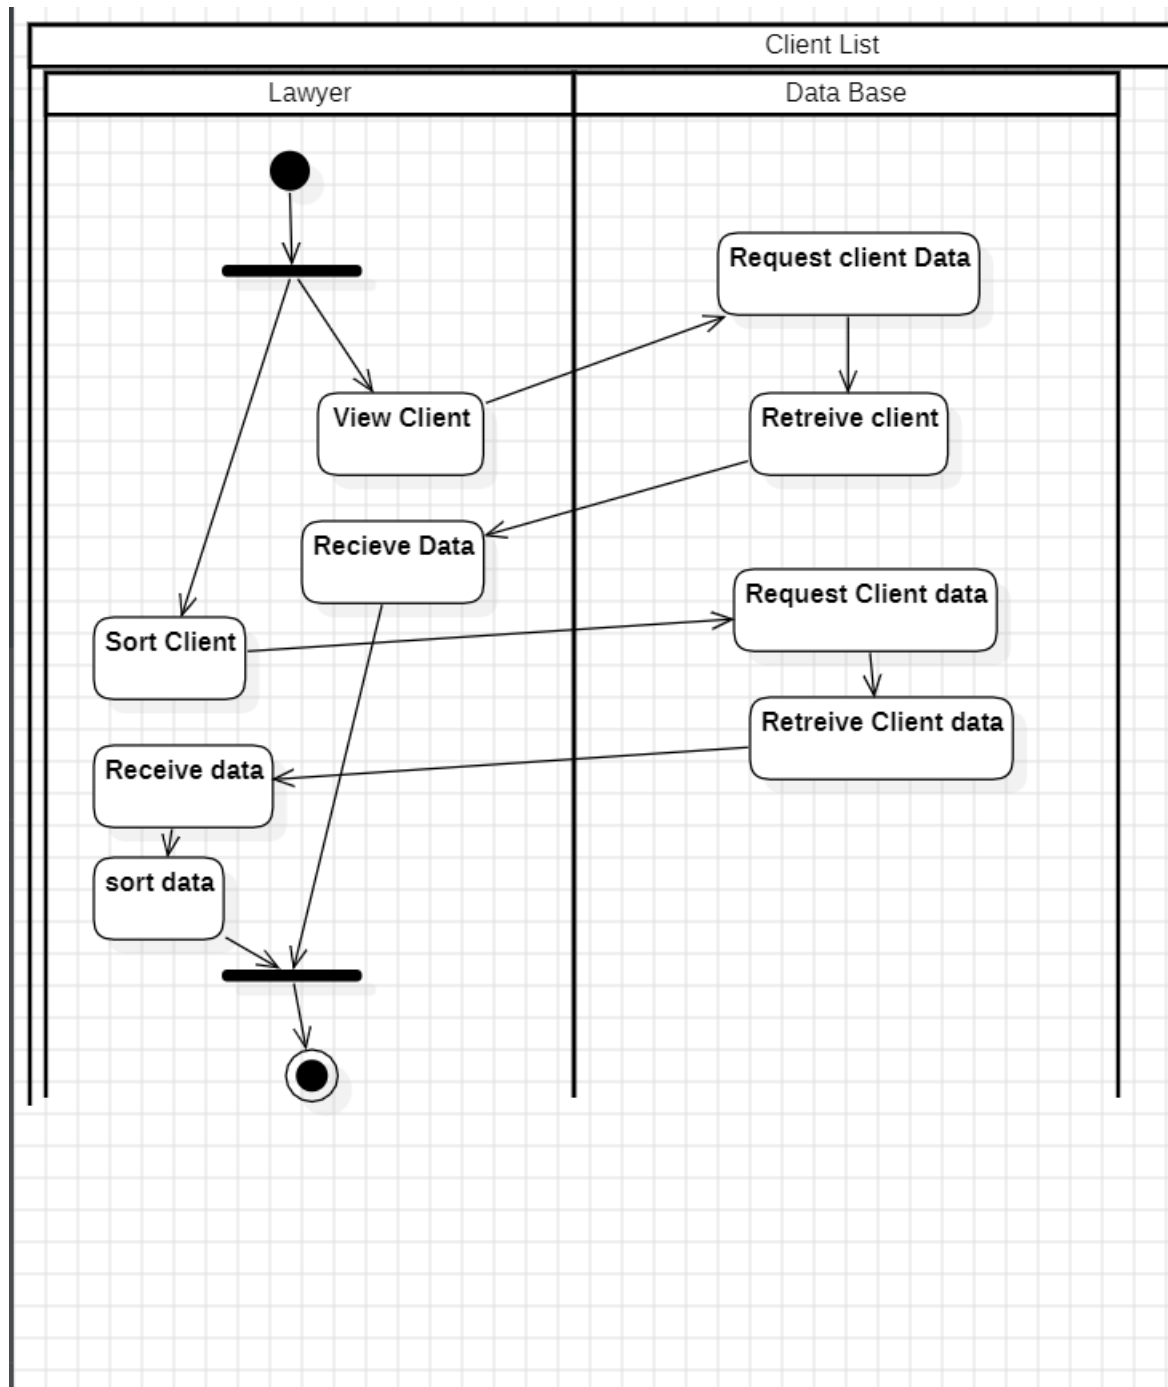 Client List
Lawyer
Data Base
Request client Data
View Client
Retreive client
Recieve Data
Request Client data
Sort Client
Retreive Client data
Receive data
sort data